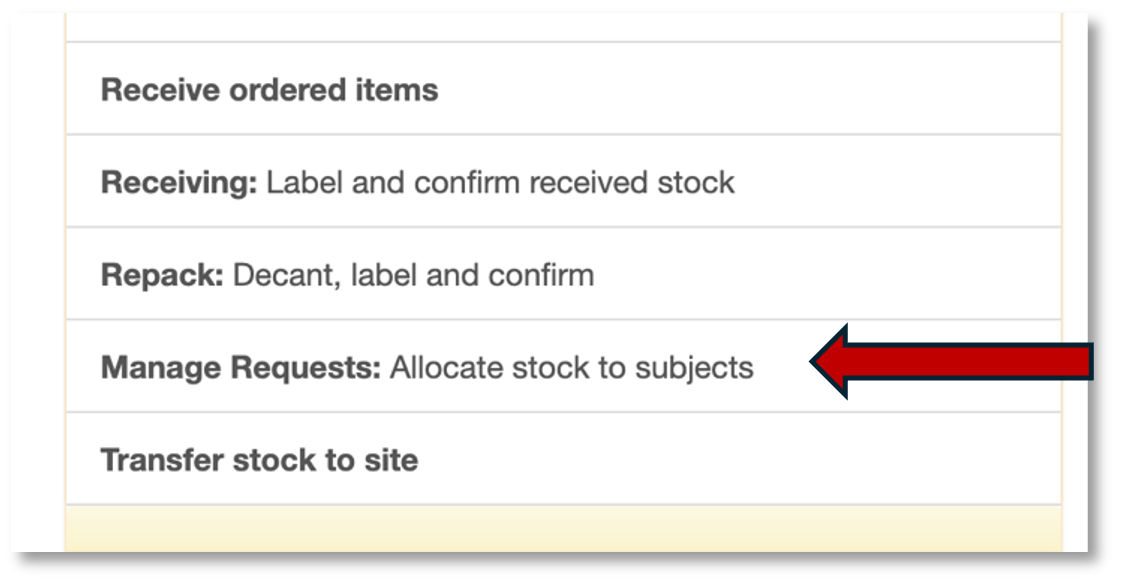 Receive ordered items
Receiving: Label and confirm received stock
Repack: Decant, label and confirm
Manage Requests: Allocate stock to subjects
Transfer stock to site